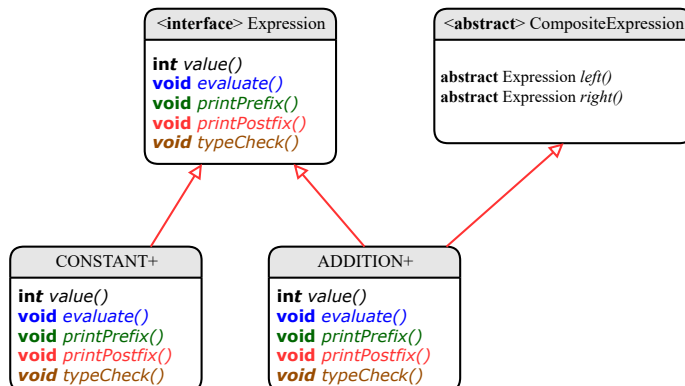 <interface> Expression
int value()
void evaluate()
void printPrefix()
void printPostfix()
void typeCheck()
<abstract> CompositeExpression
abstract Expression left()
abstract Expression right()
CONSTANT+
int value()
void evaluate()
void printPrefix()
void printPostfix()
void typeCheck()
ADDITION+
int value()
void evaluate()
void printPrefix()
void printPostfix()
void typeCheck()